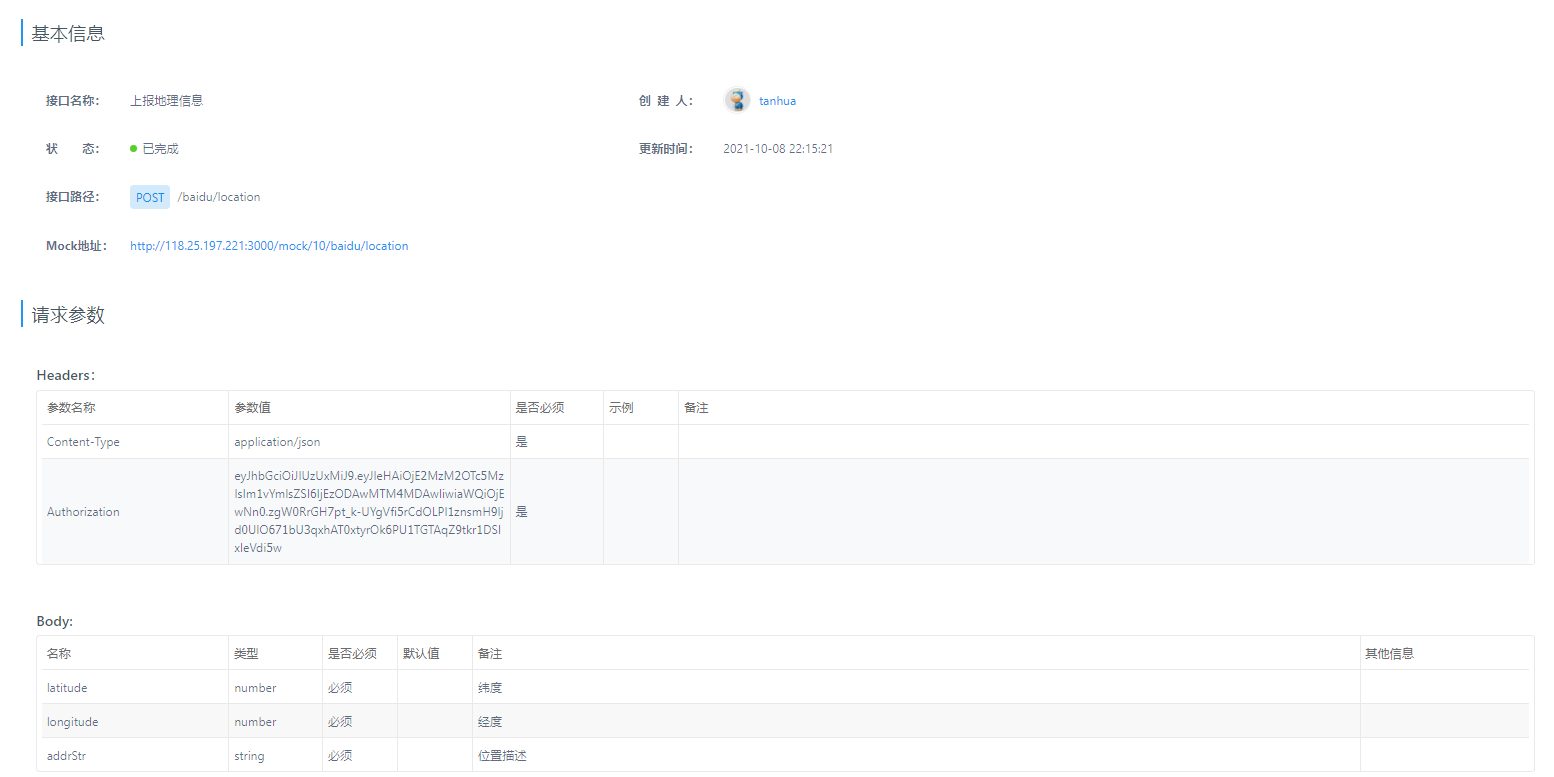 基本信息
接口名称： 上报地理信息 创 建 人： tanhua
状 态： 已完成 更新时间： 2021-10-08 22:15:21
接口路径： POST /baidu/location
Mock地址： http://118.25.197.221:3000/mock/10/baidu/location
请求参数
Headers：
参数名称 参数值 是否必须 示例 备注
Content-Type application/json 是
eyJhbGciOiJIUzUxMiJ9.eyJleHAiOjE2MzM2OTc5Mz
IsIm1vYmlsZSI6IjEzODAwMTM4MDAwIiwiaWQiOjE
Authorization wNn0.zgW0RrGH7pt_k-UYgVfi5rCdOLPI1znsmH9Ij 是
d0UIO671bU3qxhAT0xtyrOk6PU1TGTAqZ9tkr1DSI
xIeVdi5w
Body:
名称 类型 是否必须 默认值 备注 其他信息
latitude number 必须 纬度
longitude number 必须 经度
addrStr string 必须 位置描述